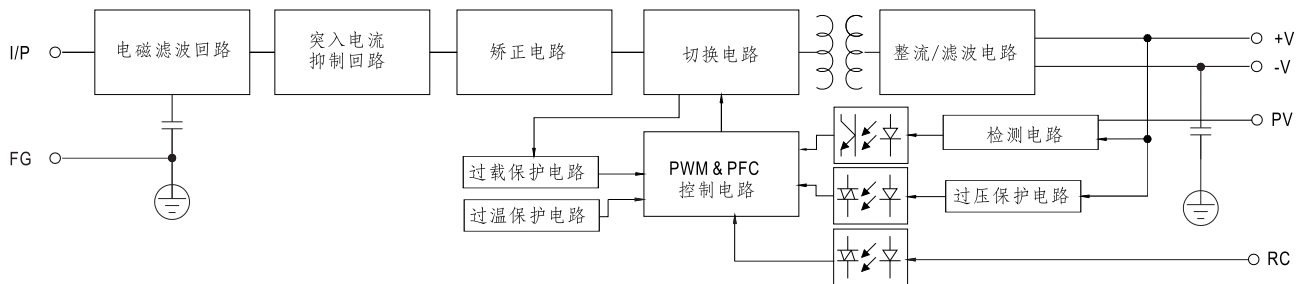 I/P
电磁滤波回路
突入电流
抑制回路
矫正电路
切换电路
整流/滤波电路
+V
-V
PV
检测电路
FG
过载保护电路
PWM & PFC
控制电路
过压保护电路
过温保护电路
RC